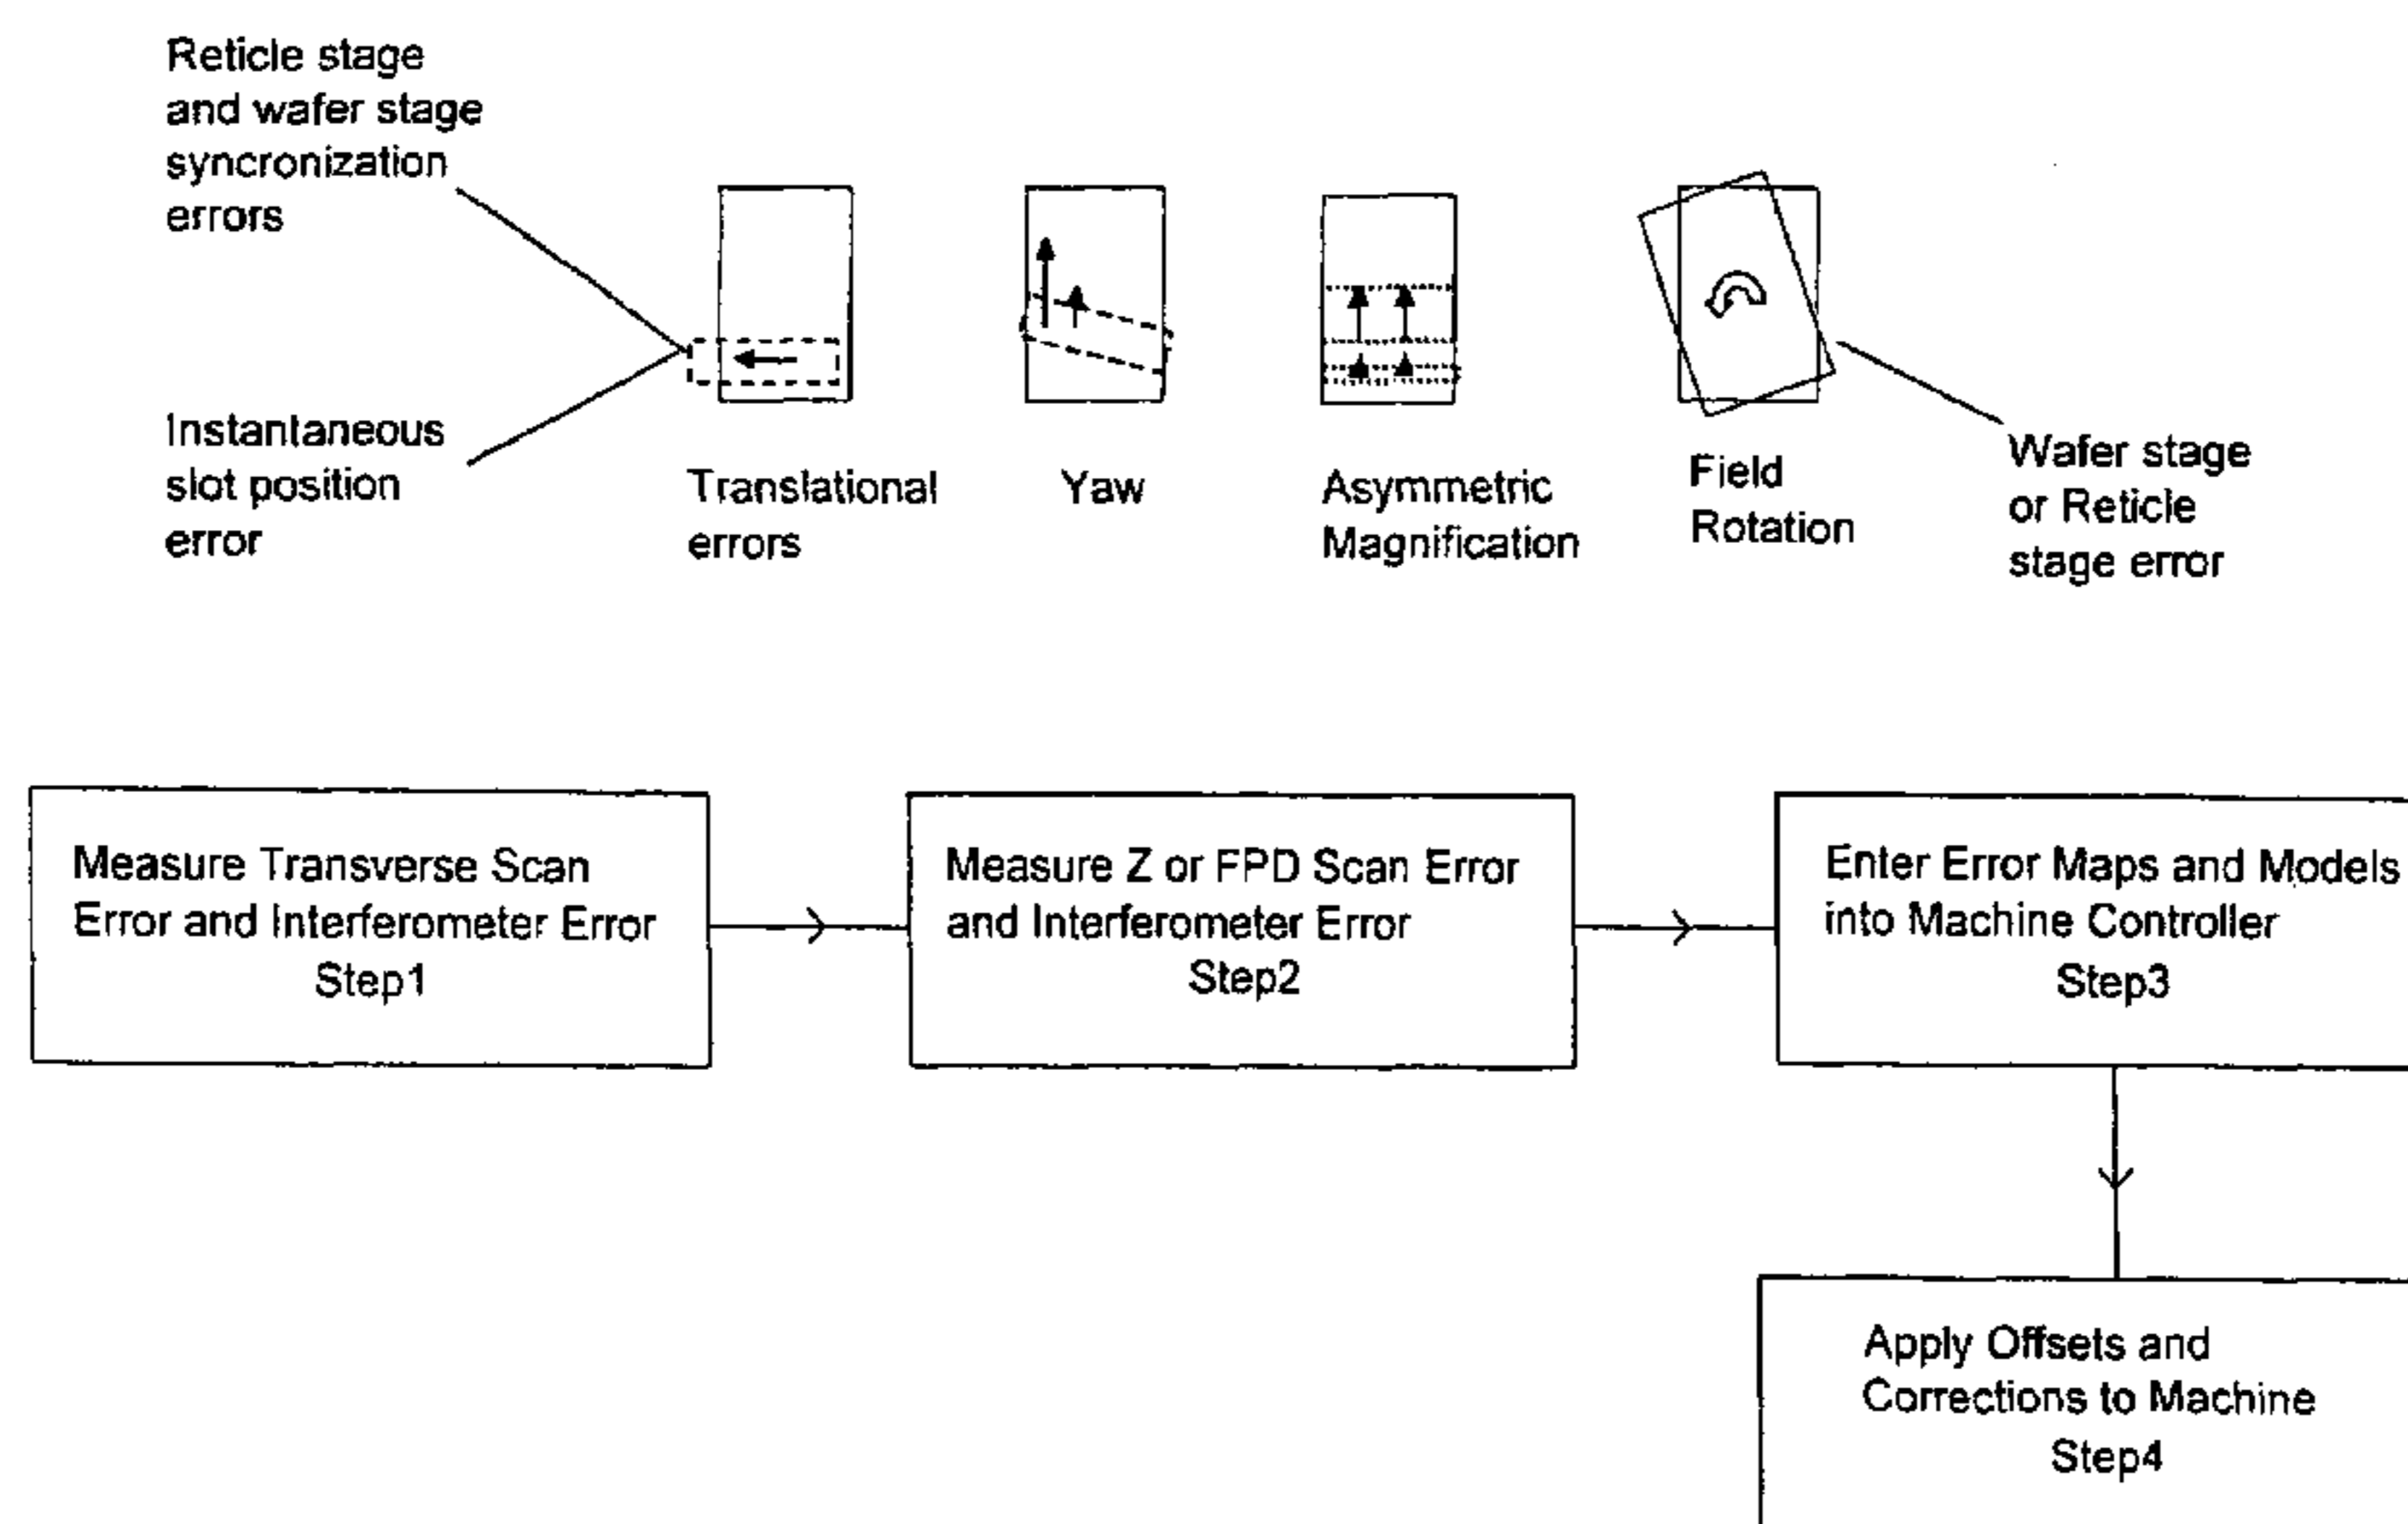 Reticle stage
and wafer stage
syncronization
errors
Instantaneous
slot position
error
Translational
errors
Yaw
Asymmetric
Magnification
Field
Rotation
Wafer stage
or Reticle
stage error
Measure Transverse Scan
Error and Interferometer Error
Step1
Measure Z or FPD Scan Error
and Interferometer Error
Step2
Enter Error Maps and Models
into Machine Controller
Step3
Apply Offsets and
Corrections to Machine
Step4